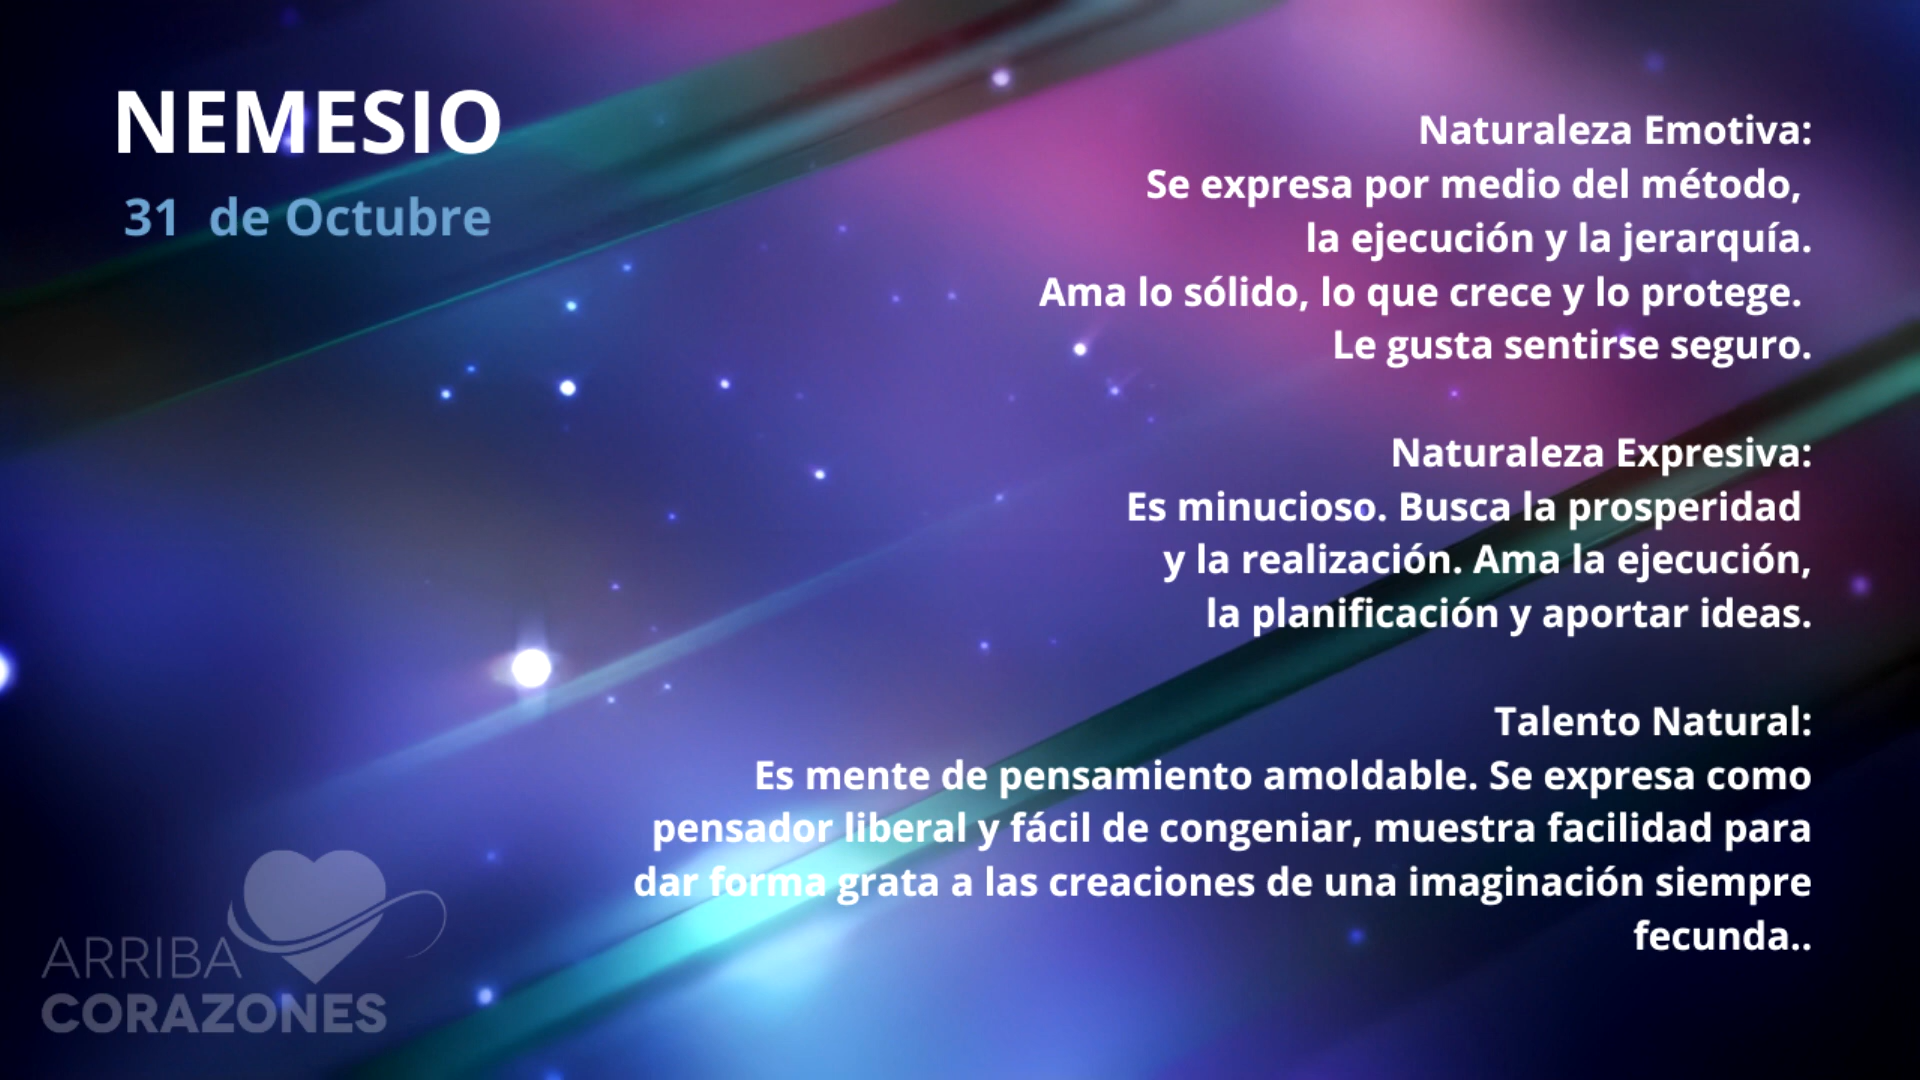 NEMESIO
31 de Octubre
Naturaleza Emotiva:
Se expresa por medio del método,
la ejecución y la jerarquía.
Ama lo sólido, lo que crece y lo protege.
Le gusta sentirse seguro.
Naturaleza Expresiva:
Es minucioso. Busca la prosperidad
y la realización. Ama la ejecución,
la planificación y aportar ideas.
Talento Natural:
Es mente de pensamiento amoldable. Se expresa como
pensador liberal y fácil de congeniar, muestra facilidad para
dar forma grata a las creaciones de una imaginación siempre
fecunda..
ARRIBA
CORAZONES